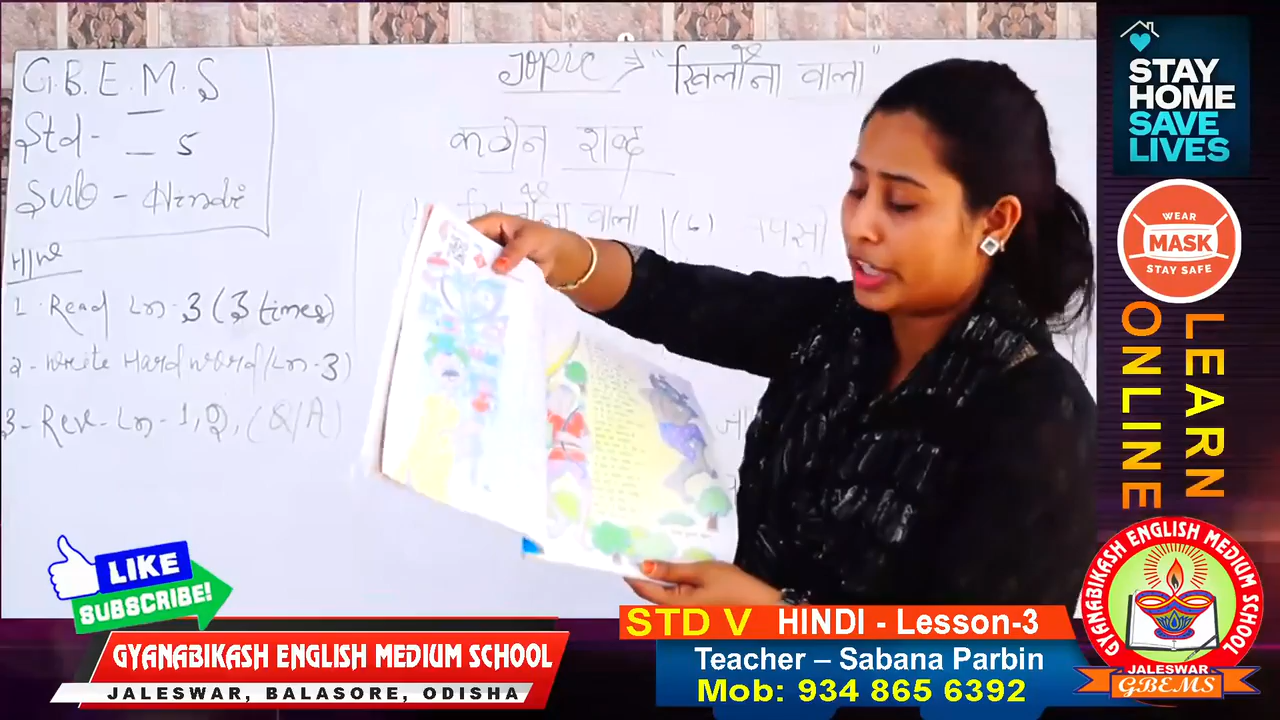 G.B.E.M.S
Std- 5
Sub - Hindi
H/W
1. Read Ln-3 (3 times)
2- Write Hard word (Ln-3)
3- Rev- Ln-1,2, (Q/A)
Topic → "खिलौना वाला"
कठीन शब्द
खिलौना वाला (6)
STAY
HOME
SAVE
LIVES
WEAR
MASK
STAY SAFE
LEARN
ONLINE
LIKE
SUBSCRIBE!
GYANABIKASH ENGLISH MEDIUM SCHOOL
JALESWAR, BALASORE, ODISHA
STD V HINDI - Lesson-3
Teacher – Sabana Parbin
Mob: 934 865 6392
GYANABIKASH ENGLISH MEDIUM SCHOOL
JALESWAR
GBEMS